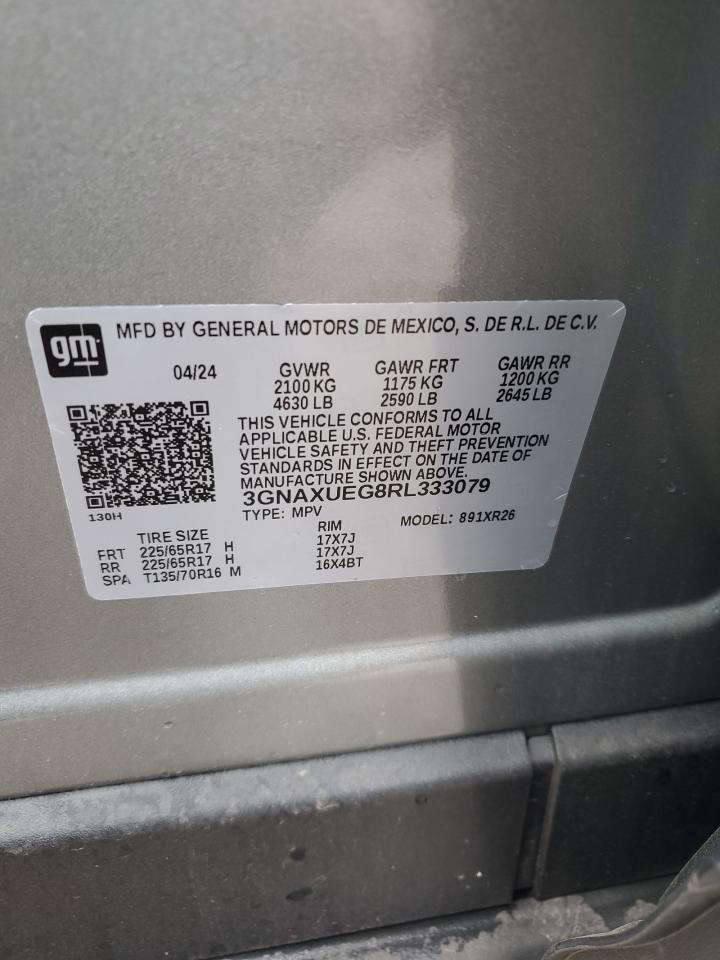 gm
MFD BY GENERAL MOTORS DE MEXICO, S. DE R.L. DE C.V.
04/24 GVWR GAWR FRT GAWR RR
2100 KG 1175 KG 1200 KG
4630 LB 2590 LB 2645 LB
THIS VEHICLE CONFORMS TO ALL
APPLICABLE U.S. FEDERAL MOTOR
VEHICLE SAFETY AND THEFT PREVENTION
STANDARDS IN EFFECT ON THE DATE OF
MANUFACTURE SHOWN ABOVE.
3GNAXUEG8RL333079
130H
TYPE: MPV MODEL: 891XR26
TIRE SIZE RIM
FRT 225/65R17 H 17X7J
RR 225/65R17 H 17X7J
SPA T135/70R16 M 16X4BT